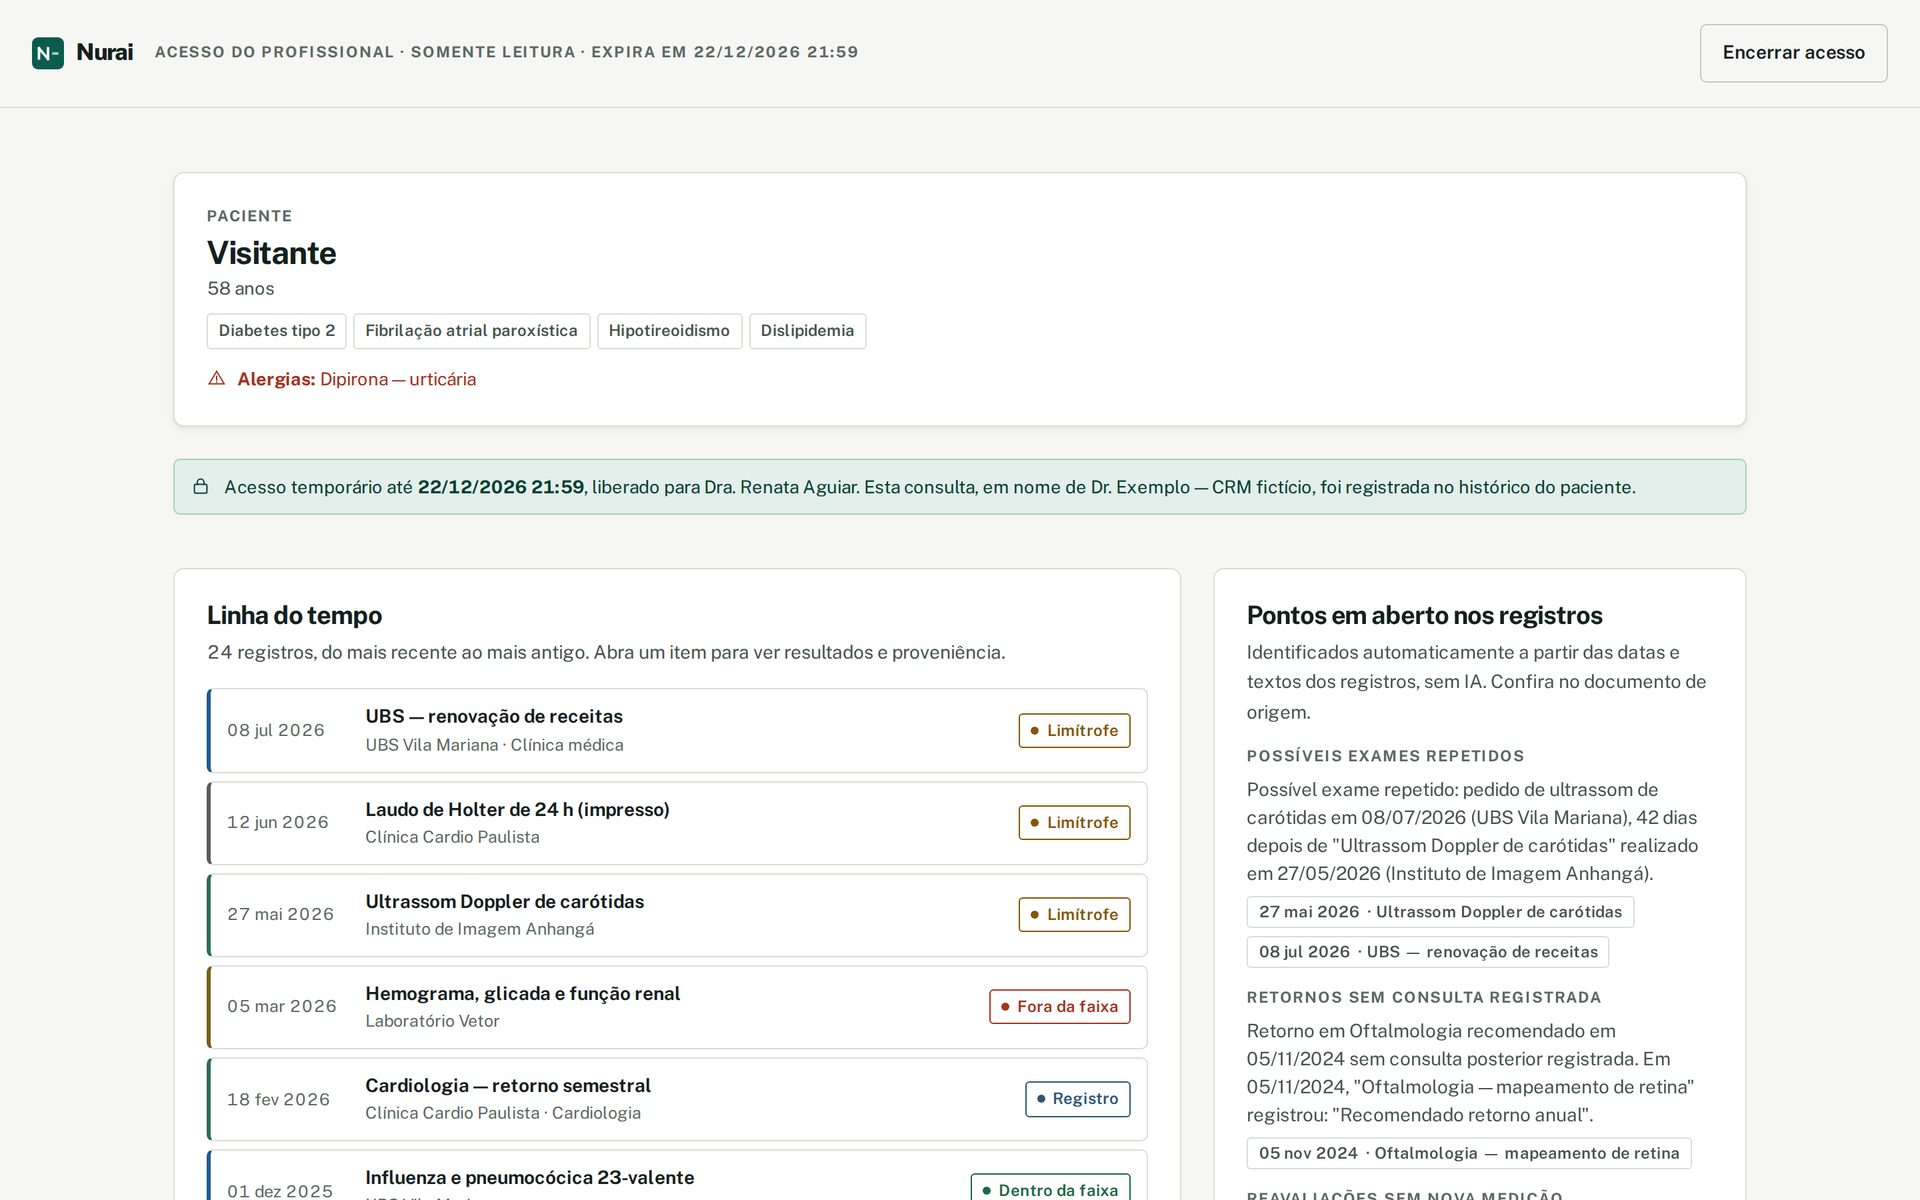 N- Nurai ACESSO DO PROFISSIONAL · SOMENTE LEITURA · EXPIRA EM 22/12/2026 21:59
Encerrar acesso
PACIENTE
Visitante
58 anos
Diabetes tipo 2
Fibrilação atrial paroxística
Hipotireoidismo
Dislipidemia
Alergias: Dipirona — urticária
Acesso temporário até 22/12/2026 21:59, liberado para Dra. Renata Aguiar. Esta consulta, em nome de Dr. Exemplo — CRM fictício, foi registrada no histórico do paciente.
Linha do tempo
24 registros, do mais recente ao mais antigo. Abra um item para ver resultados e proveniência.
08 jul 2026
UBS — renovação de receitas
UBS Vila Mariana · Clínica médica
Limítrofe
12 jun 2026
Laudo de Holter de 24 h (impresso)
Clínica Cardio Paulista
Limítrofe
27 mai 2026
Ultrassom Doppler de carótidas
Instituto de Imagem Anhangá
Limítrofe
05 mar 2026
Hemograma, glicada e função renal
Laboratório Vetor
Fora da faixa
18 fev 2026
Cardiologia — retorno semestral
Clínica Cardio Paulista · Cardiologia
Registro
01 dez 2025
Influenza e pneumocócica 23-valente
Dentro da faixa
Pontos em aberto nos registros
Identificados automaticamente a partir das datas e
textos dos registros, sem IA. Confira no documento de
origem.
POSSÍVEIS EXAMES REPETIDOS
Possível exame repetido: pedido de ultrassom de
carótidas em 08/07/2026 (UBS Vila Mariana), 42 dias
depois de "Ultrassom Doppler de carótidas" realizado
em 27/05/2026 (Instituto de Imagem Anhangá).
27 mai 2026 · Ultrassom Doppler de carótidas
08 jul 2026 · UBS — renovação de receitas
RETORNOS SEM CONSULTA REGISTRADA
Retorno em Oftalmologia recomendado em
05/11/2024 sem consulta posterior registrada. Em
05/11/2024, "Oftalmologia — mapeamento de retina"
registrou: "Recomendado retorno anual".
05 nov 2024 · Oftalmologia — mapeamento de retina
REAVALIAÇÕES SEM NOVA MEDIÇÃO